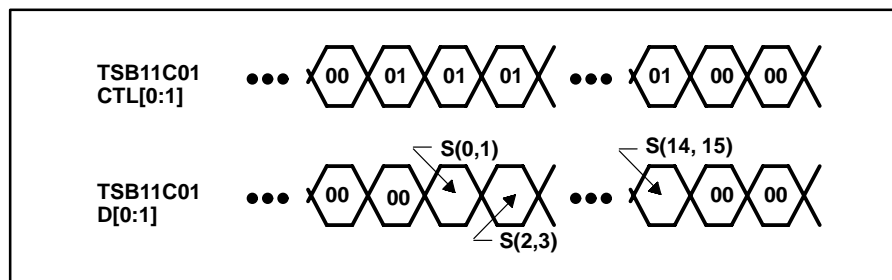 TSB11C01
CTL[0:1]
••• 00 01 01 01 ••• 01 00 00
S(0,1)
S(14, 15)
TSB11C01
D[0:1]
••• 00 00 ••• 00 00
S(2,3)